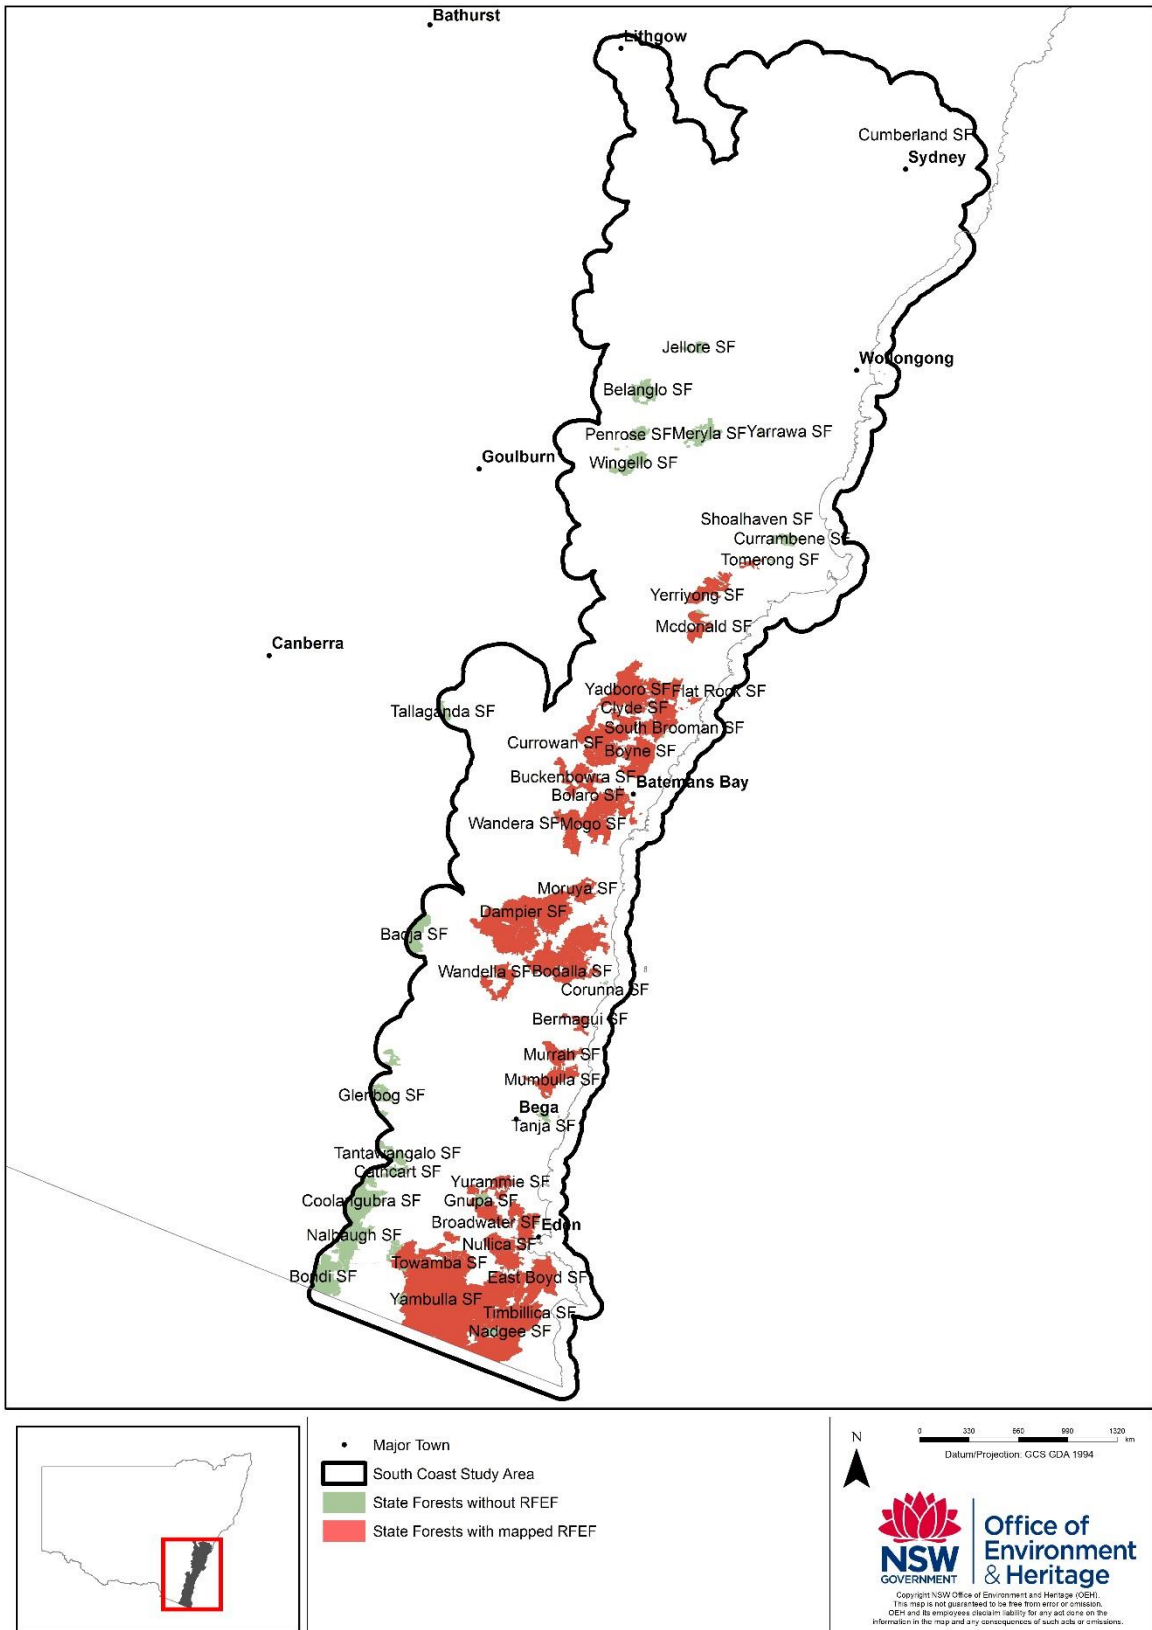 Bathurst
Lithgow
Cumberland SF
Sydney
Jellore SF
Wollongong
Belanglo SF
Penrose SF Meryla SF Yarrawa SF
Goulburn
Wingello SF
Shoalhaven SF
Currambene SF
Tomerong SF
Yerriyong SF
Mcdonald SF
Canberra
Yadboro SF Flat Rock SF
Tallaganda SF
Clyde SF
South Brooman SF
Currowan SF
Boyne SF
Buckenbowra SF
Batemans Bay
Bolaro SF
Wandera SF Mogo SF
Moruya SF
Dampier SF
Badja SF
Wandella SF Bodalla SF
Corunna SF
Bermagui SF
Murrah SF
Mumbulla SF
Glenbog SF
Bega
Tanja SF
Tantawangalo SF
Cathcart SF
Yurammie SF
Coolangubra SF
Gnupa SF
Broadwater SF
Eden
Nalbaugh SF
Nullica SF
Towamba SF
Bondi SF
East Boyd SF
Yambulla SF
Timbillica SF
Nadgee SF
Major Town
South Coast Study Area
State Forests without RFEF
State Forests with mapped RFEF
N
0 330 660 990 1320
km
Datum/Projection: GCS GDA 1994
NSW
GOVERNMENT
Office of
Environment
& Heritage
Copyright NSW Office of Environment and Heritage (OEH).
This map is not guaranteed to be free from error or omission.
OEH and its employees disclaim liability for any act done on the
information in the map and any consequences of such acts or omissions.